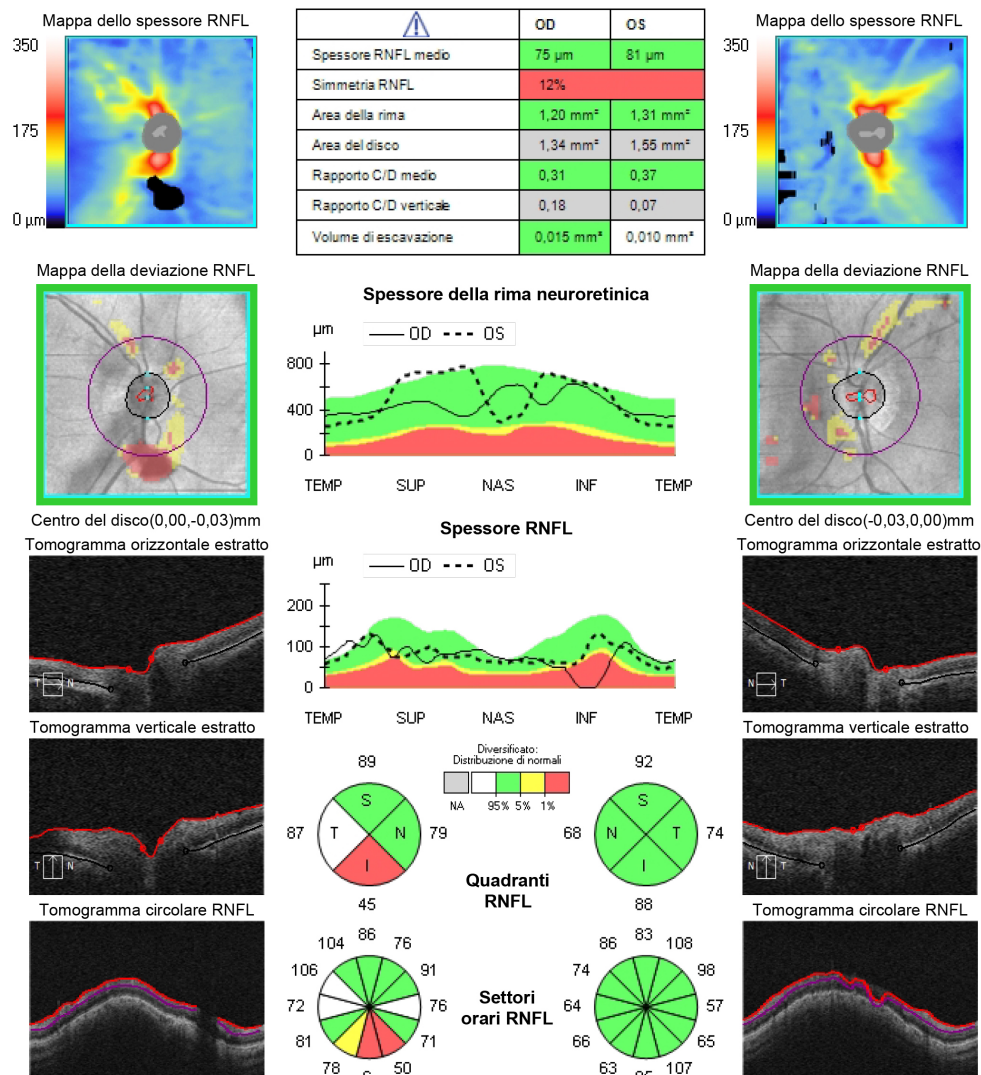 Mappa dello spessore RNFL
350
175
0 µm
OD OS
Spessore RNFL medio 75 µm 81 µm
Simmetria RNFL 12%
Area della rima 1,20 mm² 1,31 mm²
Area del disco 1,34 mm² 1,55 mm²
Rapporto C/D medio 0,31 0,37
Rapporto C/D verticale 0,18 0,07
Volume di escavazione 0,015 mm³ 0,010 mm³
Mappa dello spessore RNFL
350
175
0 µm
Mappa della deviazione RNFL
Centro del disco(0,00,-0,03)mm
Spessore della rima neuroretinica
µm OD OS
800
400
0
TEMP SUP NAS INF TEMP
Mappa della deviazione RNFL
Centro del disco(-0,03,0,00)mm
Spessore RNFL
µm OD OS
200
100
0
TEMP SUP NAS INF TEMP
Tomogramma orizzontale estratto
T N
Tomogramma orizzontale estratto
N T
Tomogramma verticale estratto
T N
Tomogramma verticale estratto
N T
Tomogramma circolare RNFL
Tomogramma circolare RNFL
Diversificato:
Distribuzione di normali
NA 95% 5% 1%
89
87 T S N I 79
45
Quadranti
RNFL
92
68 N S T I 74
88
86
104 76
106 91
72 76
81 71
78 50
Settori
orari RNFL
83
86 108
74 98
64 57
66 65
63 107